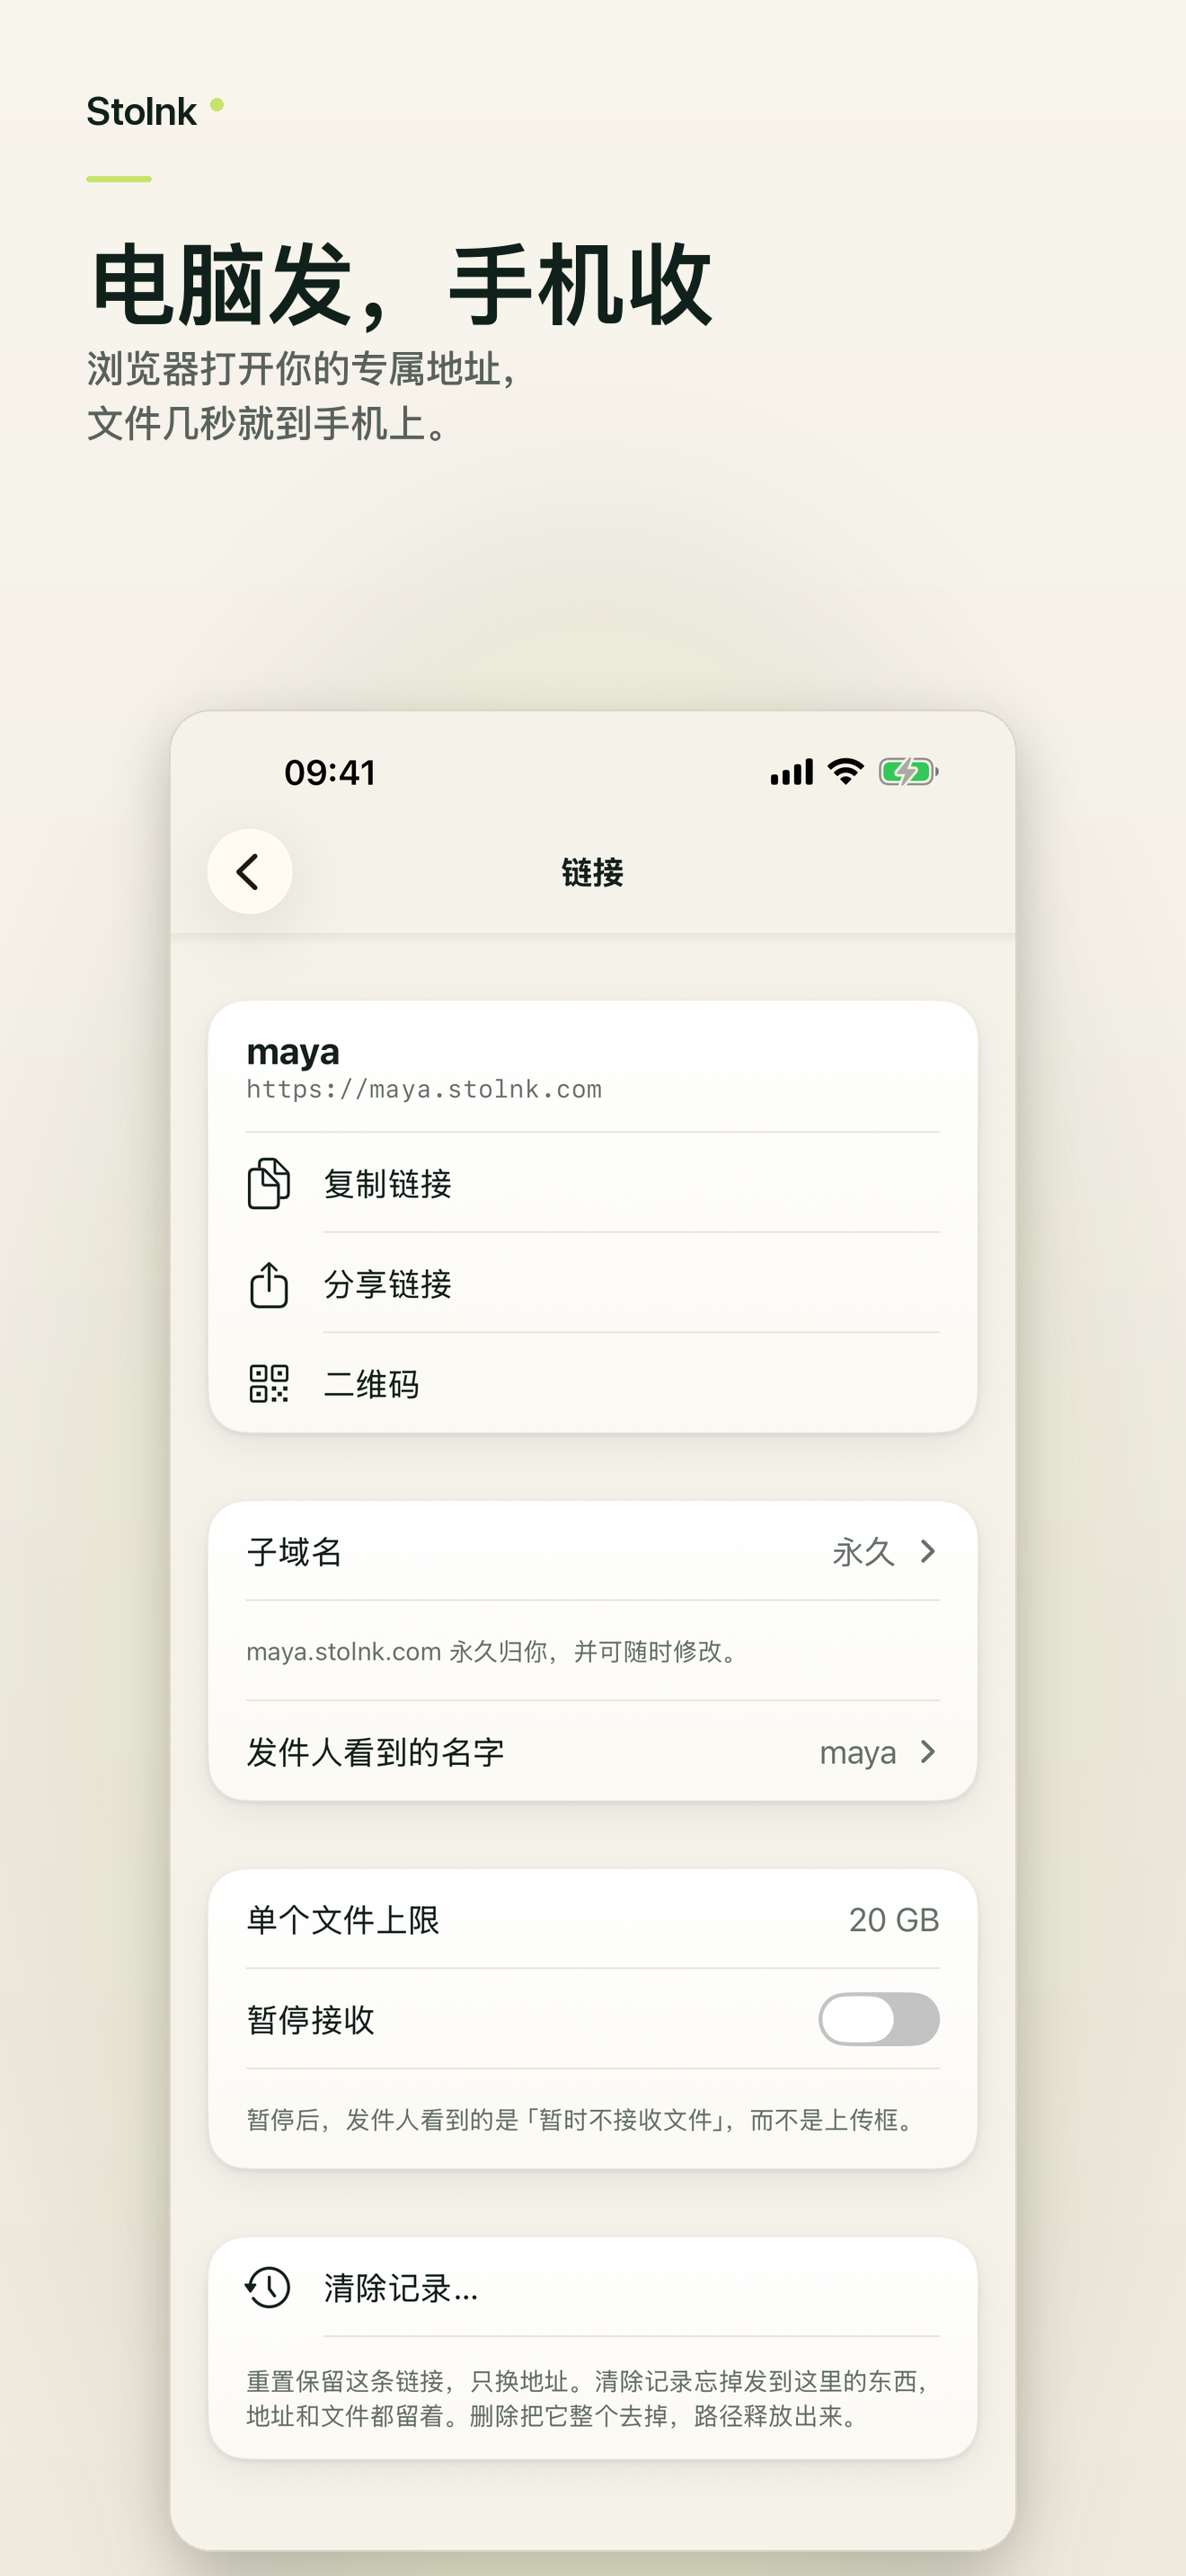 Stolnk
电脑发，手机收
浏览器打开你的专属地址，
文件几秒就到手机上。
09:41
链接
maya
https://maya.stolnk.com
复制链接
分享链接
二维码
子域名 永久
maya.stolnk.com 永久归你，并可随时修改。
发件人看到的名字 maya
单个文件上限 20 GB
暂停接收
暂停后，发件人看到的是「暂时不接收文件」，而不是上传框。
清除记录...
重置保留这条链接，只换地址。清除记录忘掉发到这里的东西，
地址和文件都留着。删除把它整个去掉，路径释放出来。